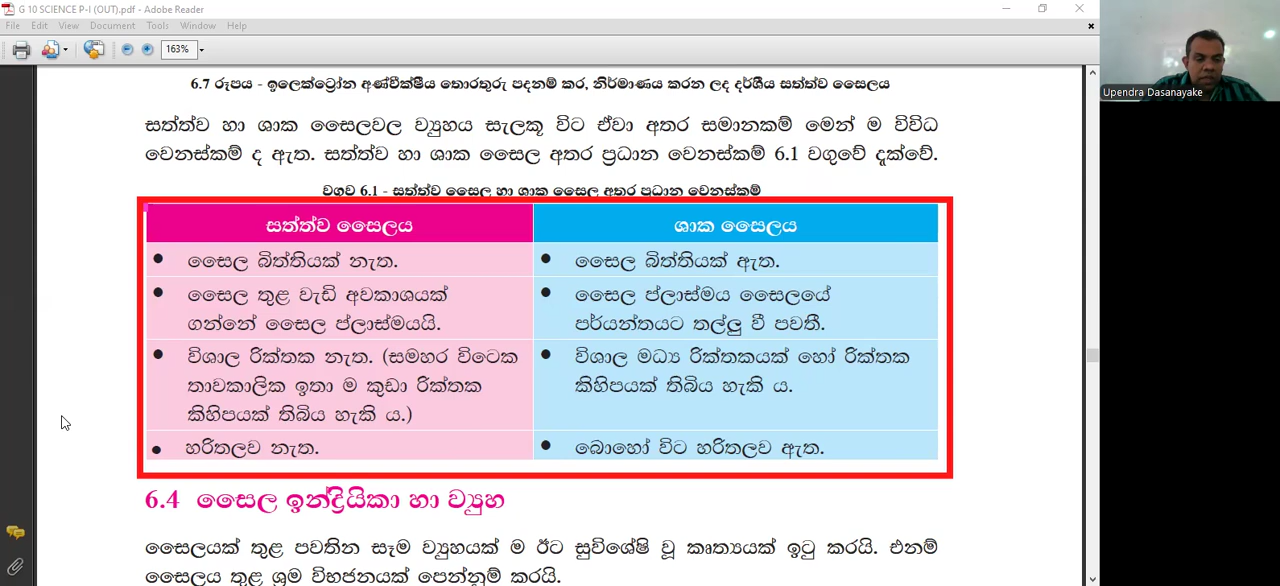 G 10 SCIENCE P-I (OUT).pdf - Adobe Reader
File Edit View Document Tools Window Help
163%
Upendra Dasanayake
6.7 රූපය - ඉලෙක්ට්‍රෝන අණ්වීක්ෂීය තොරතුරු පදනම් කර, නිර්මාණය කරන ලද දර්ශීය සත්ත්ව සෛලය
සත්ත්ව හා ශාක සෛලවල ව්‍යුහය සැලකූ විට ඒවා අතර සමානකම් මෙන් ම විවිධ
වෙනස්කම් ද ඇත. සත්ත්ව හා ශාක සෛල අතර ප්‍රධාන වෙනස්කම් 6.1 වගුවේ දැක්වේ.
වගුව 6.1 - සත්ත්ව සෛල හා ශාක සෛල අතර ප්‍රධාන වෙනස්කම්
සත්ත්ව සෛලය
• සෛල බිත්තියක් නැත.
• සෛල තුළ වැඩි අවකාශයක්
ගන්නේ සෛල ප්ලාස්මයයි.
• විශාල රික්තක නැත. (සමහර විටෙක
තාවකාලික ඉතා ම කුඩා රික්තක
කිහිපයක් තිබිය හැකි ය.)
• හරිතලව නැත.
ශාක සෛලය
• සෛල බිත්තියක් ඇත.
• සෛල ප්ලාස්මය සෛලයේ
පර්යන්තයට තල්ලු වී පවතී.
• විශාල මධ්‍ය රික්තකයක් හෝ රික්තක
කිහිපයක් තිබිය හැකි ය.
• බොහෝ විට හරිතලව ඇත.
6.4 සෛල ඉන්ද්‍රියිකා හා ව්‍යුහ
සෛලයක් තුළ පවතින සෑම ව්‍යුහයක් ම ඊට සුවිශේෂි වූ කෘත්‍යයක් ඉටු කරයි. එනම්
සෛලය තුළ ශ්‍රම විභජනයක් පෙන්නුම් කරයි.